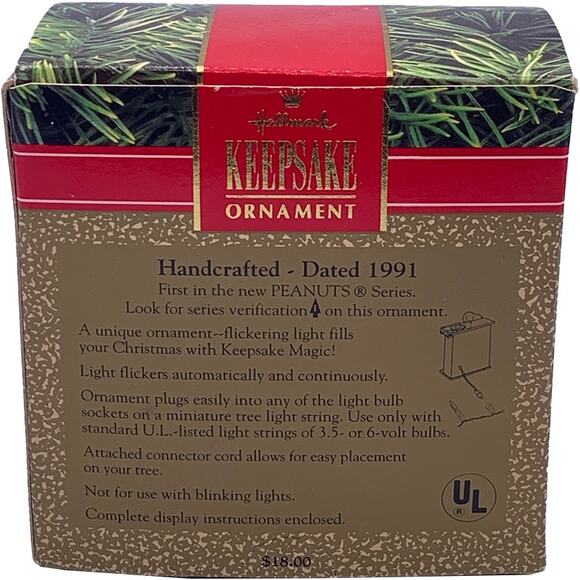 Hallmark
KEEPSAKE
ORNAMENT
Handcrafted - Dated 1991
First in the new PEANUTS ® Series.
Look for series verification on this ornament.
A unique ornament--flickering light fills
your Christmas with Keepsake Magic!
Light flickers automatically and continuously.
Ornament plugs easily into any of the light bulb
sockets on a miniature tree light string. Use only with
standard U.L.-listed light strings of 3.5- or 6-volt bulbs.
Attached connector cord allows for easy placement
on your tree.
Not for use with blinking lights.
Complete display instructions enclosed.
UL
®
$18.00